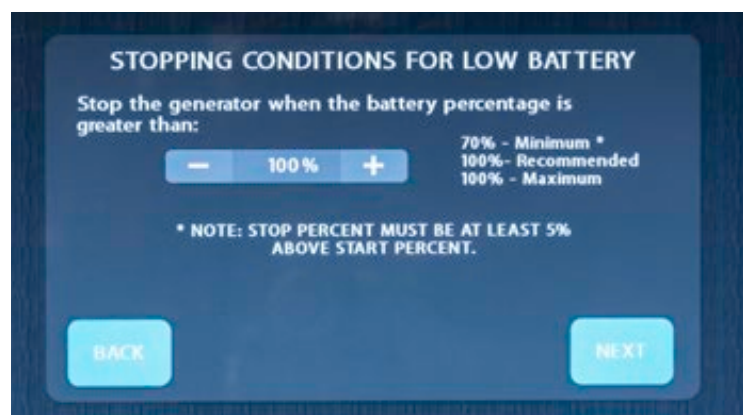 STOPPING CONDITIONS FOR LOW BATTERY
Stop the generator when the battery percentage is
greater than:
70% - Minimum *
− 100% +
100%- Recommended
100% - Maximum
* NOTE: STOP PERCENT MUST BE AT LEAST 5%
ABOVE START PERCENT.
BACK
NEXT